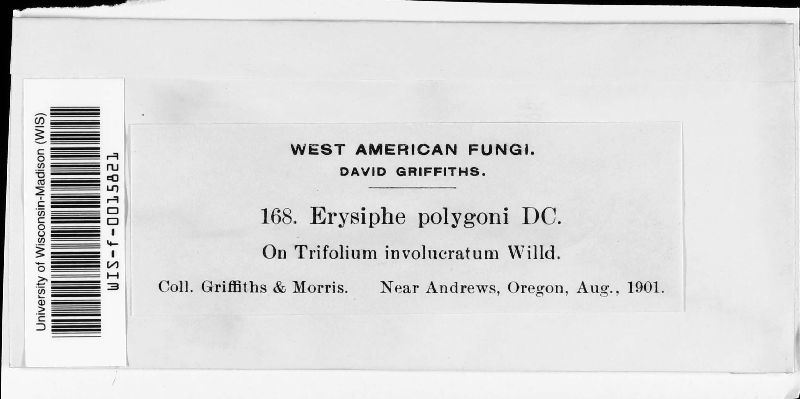 University of Wisconsin-Madison (WIS)
WIS-f-0015821
WEST AMERICAN FUNGI.
DAVID GRIFFITHS.
168. Erysiphe polygoni DC.
On Trifolium involucratum Willd.
Coll. Griffiths & Morris. Near Andrews, Oregon, Aug., 1901.